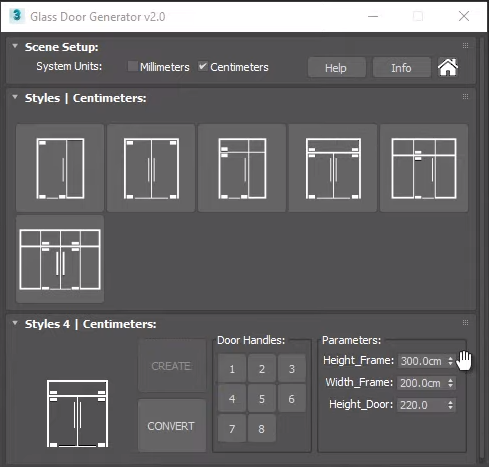 3 Glass Door Generator v2.0
Scene Setup:
System Units: Millimeters Centimeters Help Info
Styles | Centimeters:
Styles 4 | Centimeters:
CREATE
CONVERT
Door Handles:
1 2 3
4 5 6
7 8
Parameters:
Height_Frame: 300.0cm
Width_Frame: 200.0cm
Height_Door: 220.0